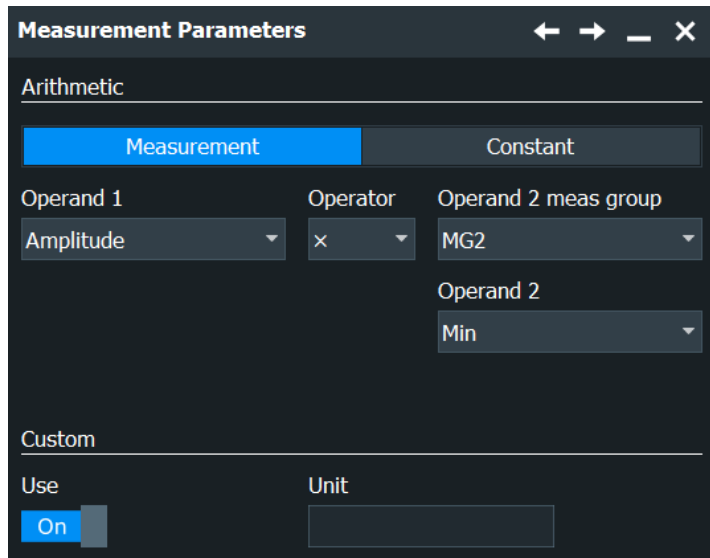 Measurement Parameters
Arithmetic
Measurement Constant
Operand 1 Operator Operand 2 meas group
Amplitude × MG2
Operand 2
Min
Custom
Use Unit
On